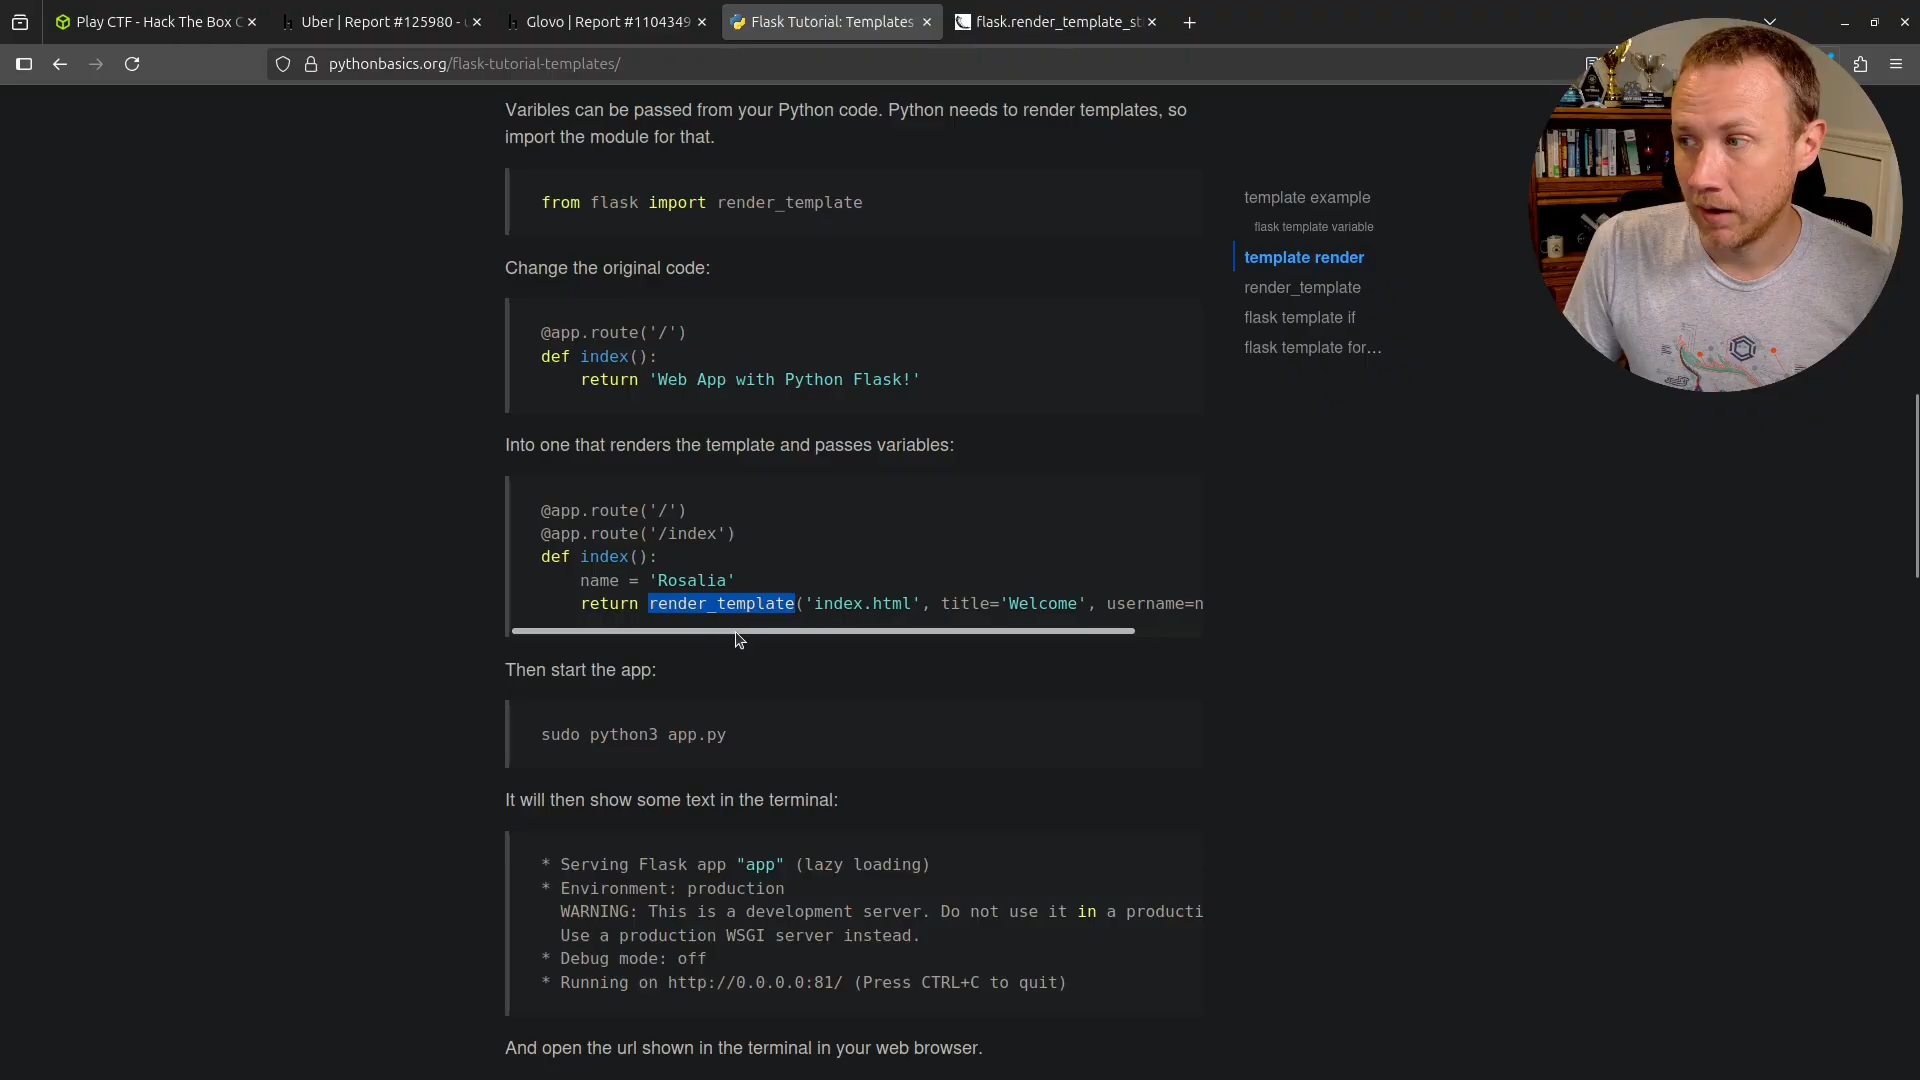 Play CTF - Hack The Box C
Uber | Report #125980 - u
Glovo | Report #1104349
Flask Tutorial: Templates
flask.render_template_st
pythonbasics.org/flask-tutorial-templates/
Varibles can be passed from your Python code. Python needs to render templates, so
import the module for that.
from flask import render_template
Change the original code:
@app.route('/')
def index():
return 'Web App with Python Flask!'
Into one that renders the template and passes variables:
@app.route('/')
@app.route('/index')
def index():
name = 'Rosalia'
return render_template('index.html', title='Welcome', username=n
Then start the app:
sudo python3 app.py
It will then show some text in the terminal:
* Serving Flask app "app" (lazy loading)
* Environment: production
WARNING: This is a development server. Do not use it in a producti
Use a production WSGI server instead.
* Debug mode: off
* Running on http://0.0.0.0:81/ (Press CTRL+C to quit)
And open the url shown in the terminal in your web browser.
template example
flask template variable
template render
render_template
flask template if
flask template for…